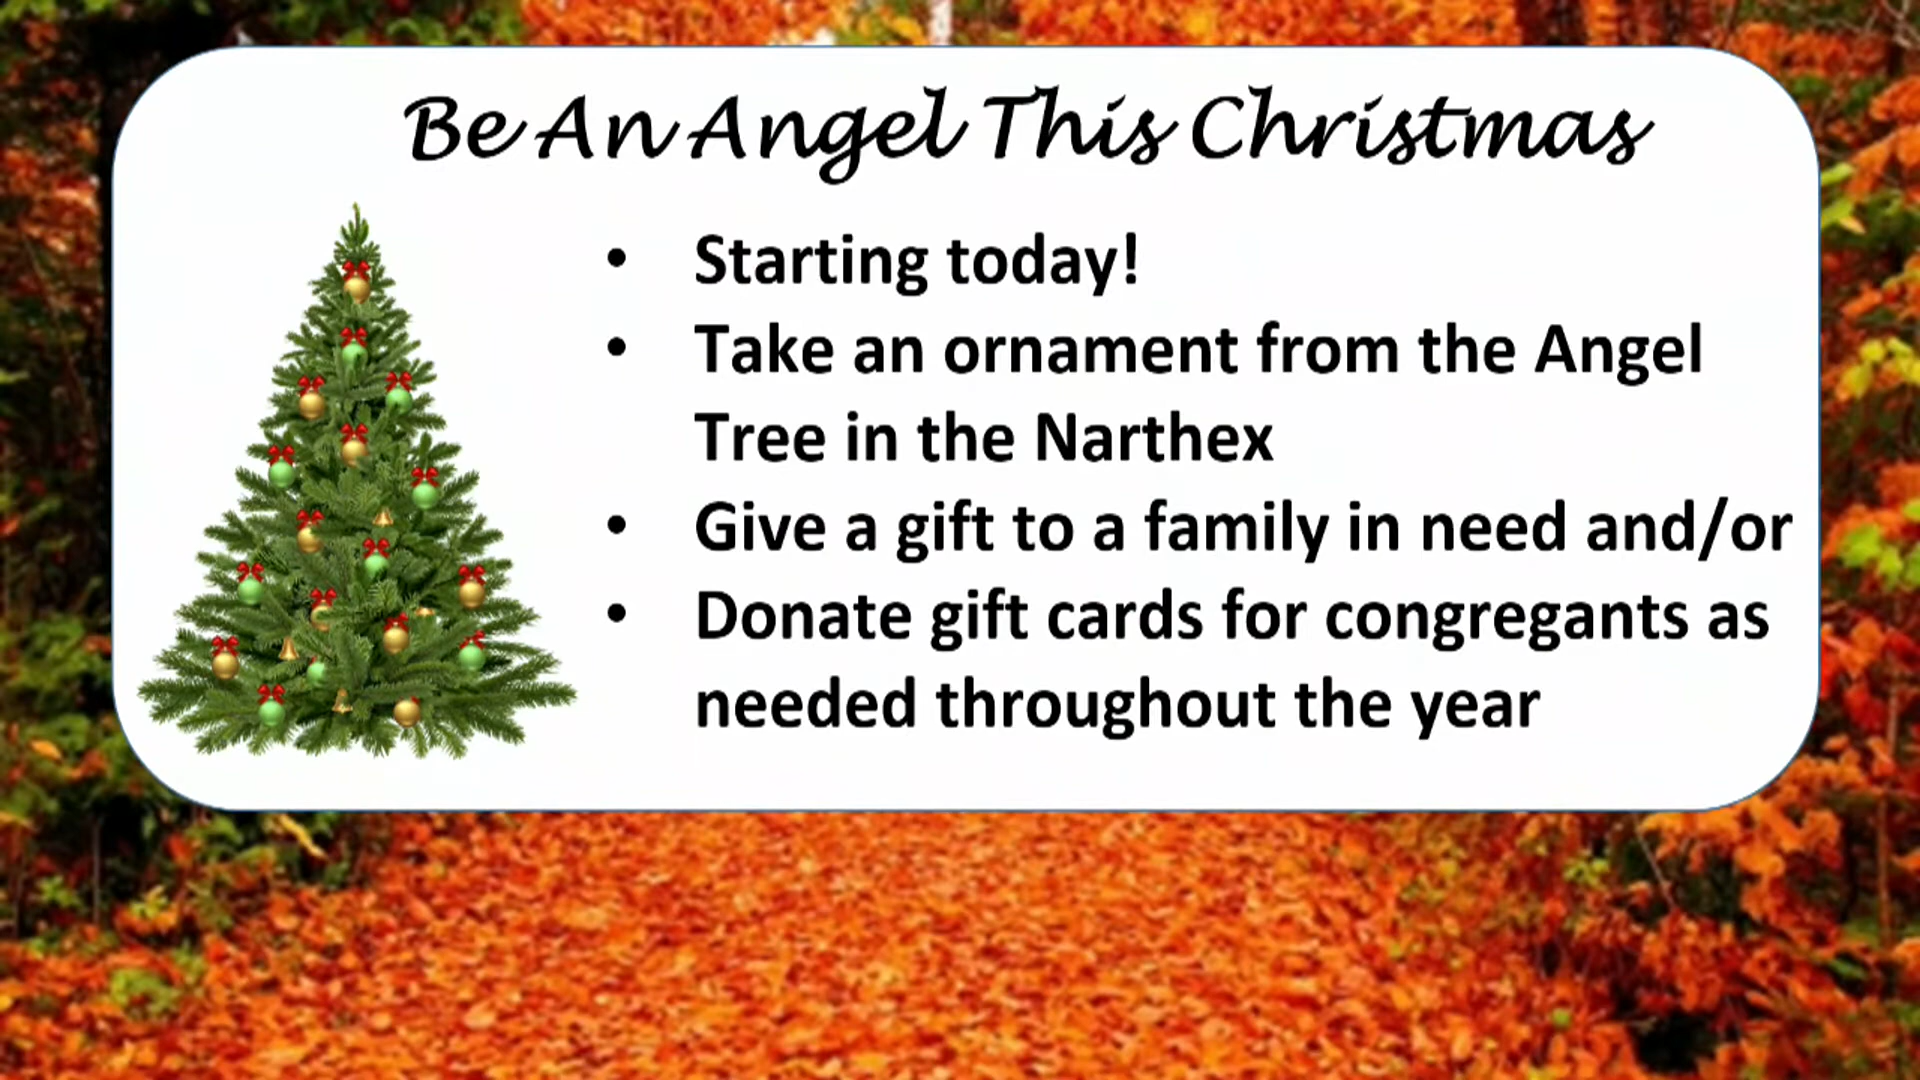 Be An Angel This Christmas
• Starting today!
• Take an ornament from the Angel
Tree in the Narthex
• Give a gift to a family in need and/or
• Donate gift cards for congregants as
needed throughout the year